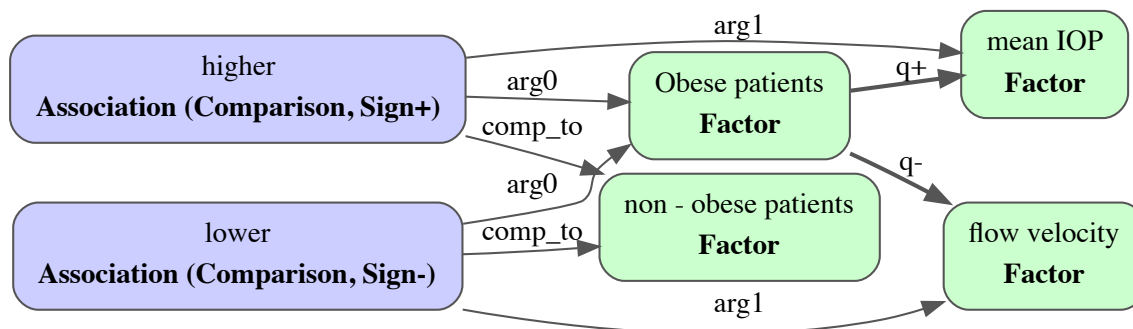 higher
Association (Comparison, Sign+)
lower
Association (Comparison, Sign-)
arg1
arg0
comp_to
arg0
comp_to
arg1
Obese patients
Factor
non - obese patients
Factor
q+
q-
mean IOP
Factor
flow velocity
Factor